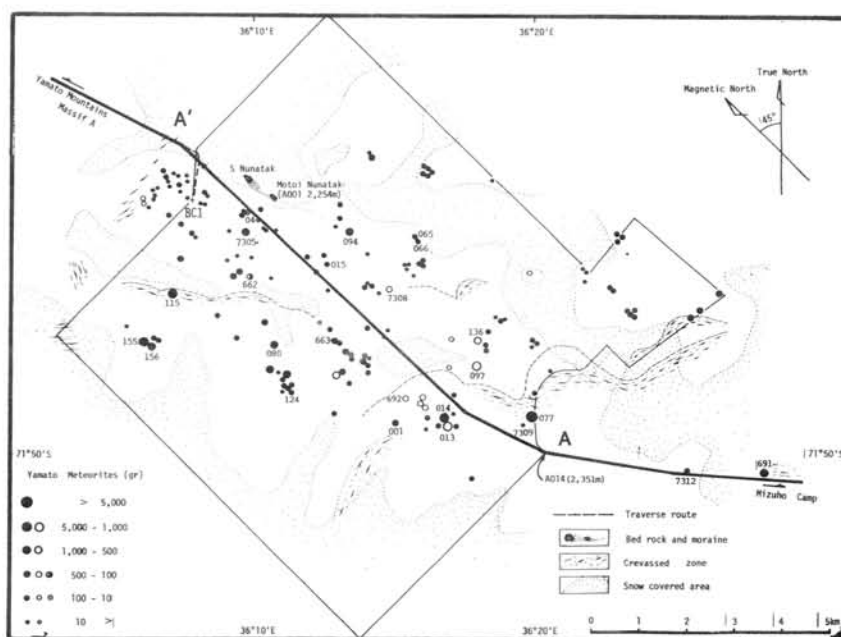 36°10'
36°20'
True North
Magnetic North
45°
Yamato Mountains
Massif A
A'
S Nunatak
Motoi Nunatak
(A001 2,254m)
BC1
044
7305
094
065
066
015
662
7308
115
155
156
080
663
136
097
124
692
014
013
001
077
7309
A
71°50'S
71°50'S
A014(2,351m)
691
7312
Mizuho Camp
Yamato Meteorites (gr)
> 5,000
5,000 - 1,000
1,000 - 500
500 - 100
100 - 10
10 >
Traverse route
Bed rock and moraine
Crevassed zone
Snow covered area
36°10'
36°20'
0 1 2 3 4 5km